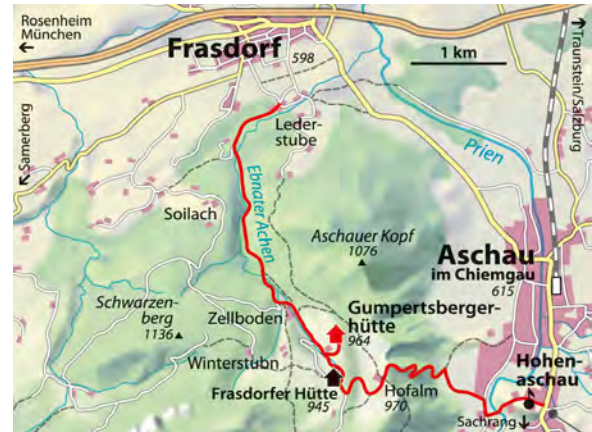 Rosenheim
München
Frasdorf
598
1 km
Traunstein/Salzburg
Samerberg
Leder-
stube
Prien
Ebnater Achen
Soilach
Aschauer Kopf
1076
Aschau
im Chiemgau
615
Schwarzen-
berg
1136
Zellboden
Gumpertsberger-
hütte
964
Winterstubn
Frasdorfer Hütte
945
Hofalm
970
Hohen-
aschau
Sachrang